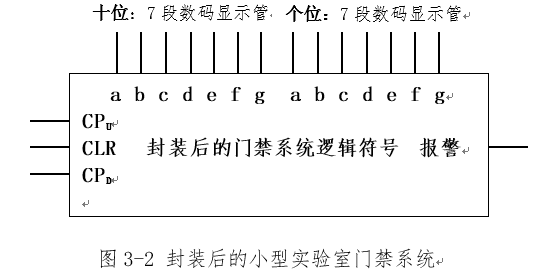 十位：7 段数码显示管 个位：7 段数码显示管
a b c d e f g a b c d e f g
CPU
CLR 封装后的门禁系统逻辑符号 报警
CPD
图 3-2 封装后的小型实验室门禁系统